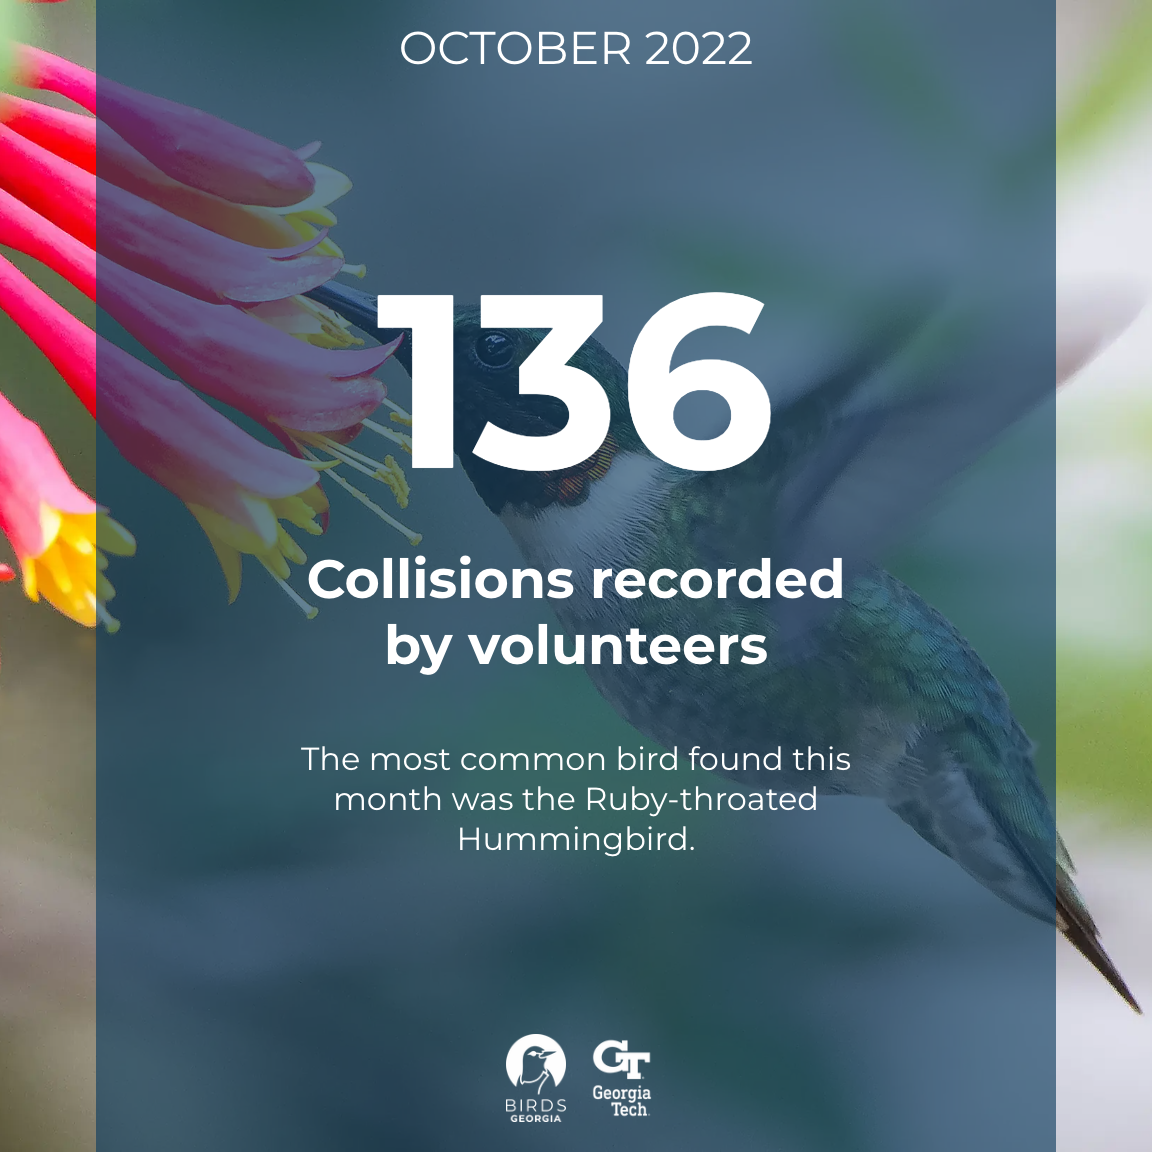 OCTOBER 2022
136
Collisions recorded
by volunteers
The most common bird found this
month was the Ruby-throated
Hummingbird.
BIRDS
GEORGIA
GT
Georgia
Tech